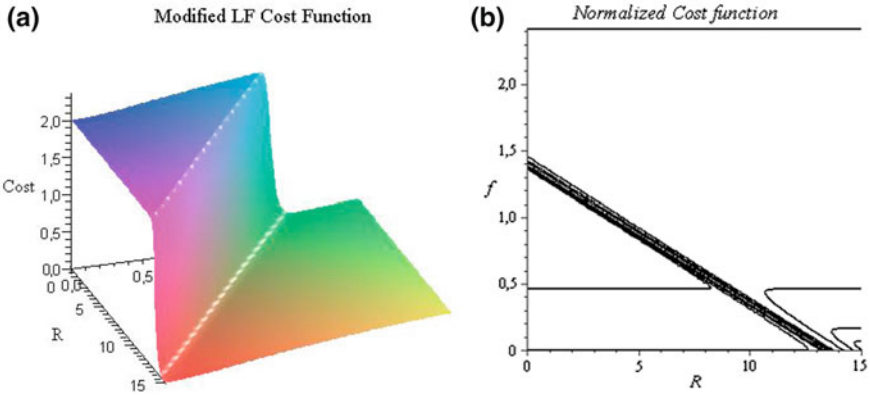 (a)
Modified LF Cost Function
2.0
1.5
Cost
1.0
0.5
0,0
0
0,0
0,5
5
R
10
15
(b)
Normalized Cost function
2,0
1,5
f
1,0
0,5
0
0
5
10
15
R